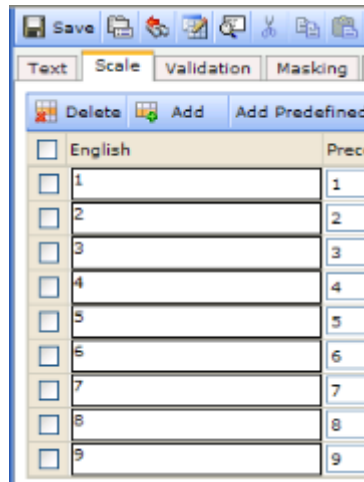 Save
Text Scale Validation Masking
Delete Add Add Predefined
English Prec
1 1
2 2
3 3
4 4
5 5
6 6
7 7
8 8
9 9